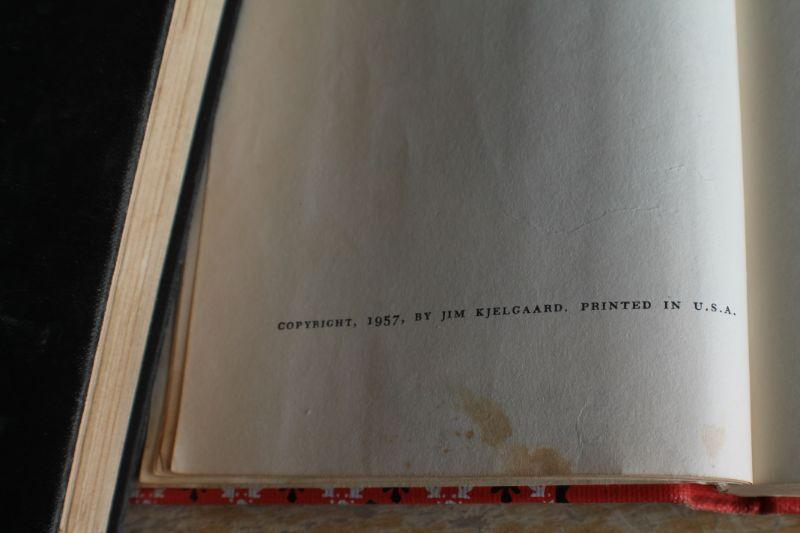 COPYRIGHT, 1957, BY JIM KJELGAARD. PRINTED IN U.S.A.